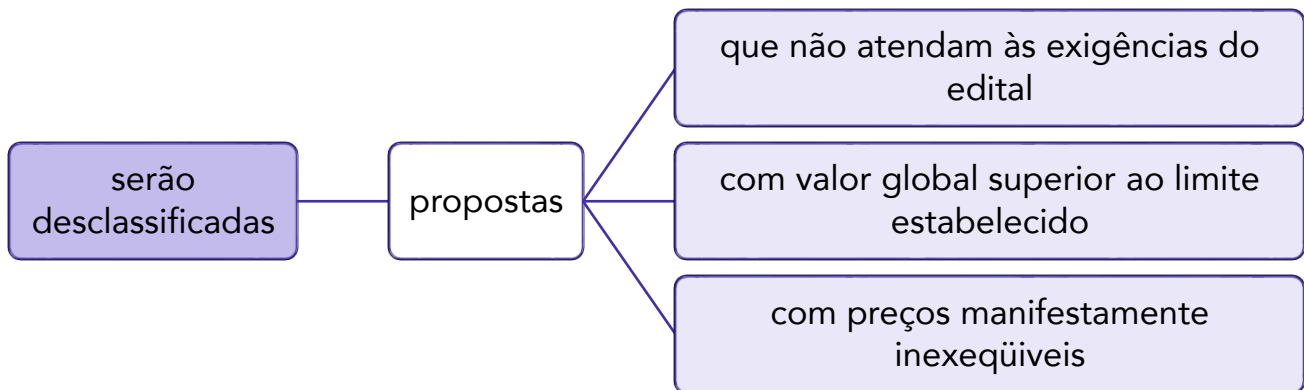 serão
desclassificadas
propostas
que não atendam às exigências do
edital
com valor global superior ao limite
estabelecido
com preços manifestamente
inexeqüiveis